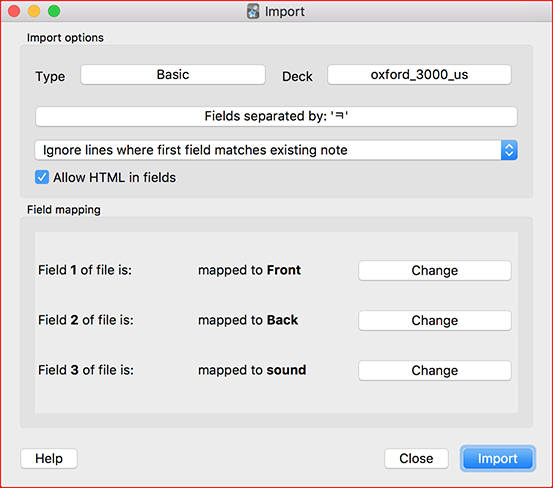 Import
Import options
Type Basic Deck oxford_3000_us
Fields separated by: 'ㅋ'
Ignore lines where first field matches existing note
Allow HTML in fields
Field mapping
Field 1 of file is: mapped to Front Change
Field 2 of file is: mapped to Back Change
Field 3 of file is: mapped to sound Change
Help Close Import